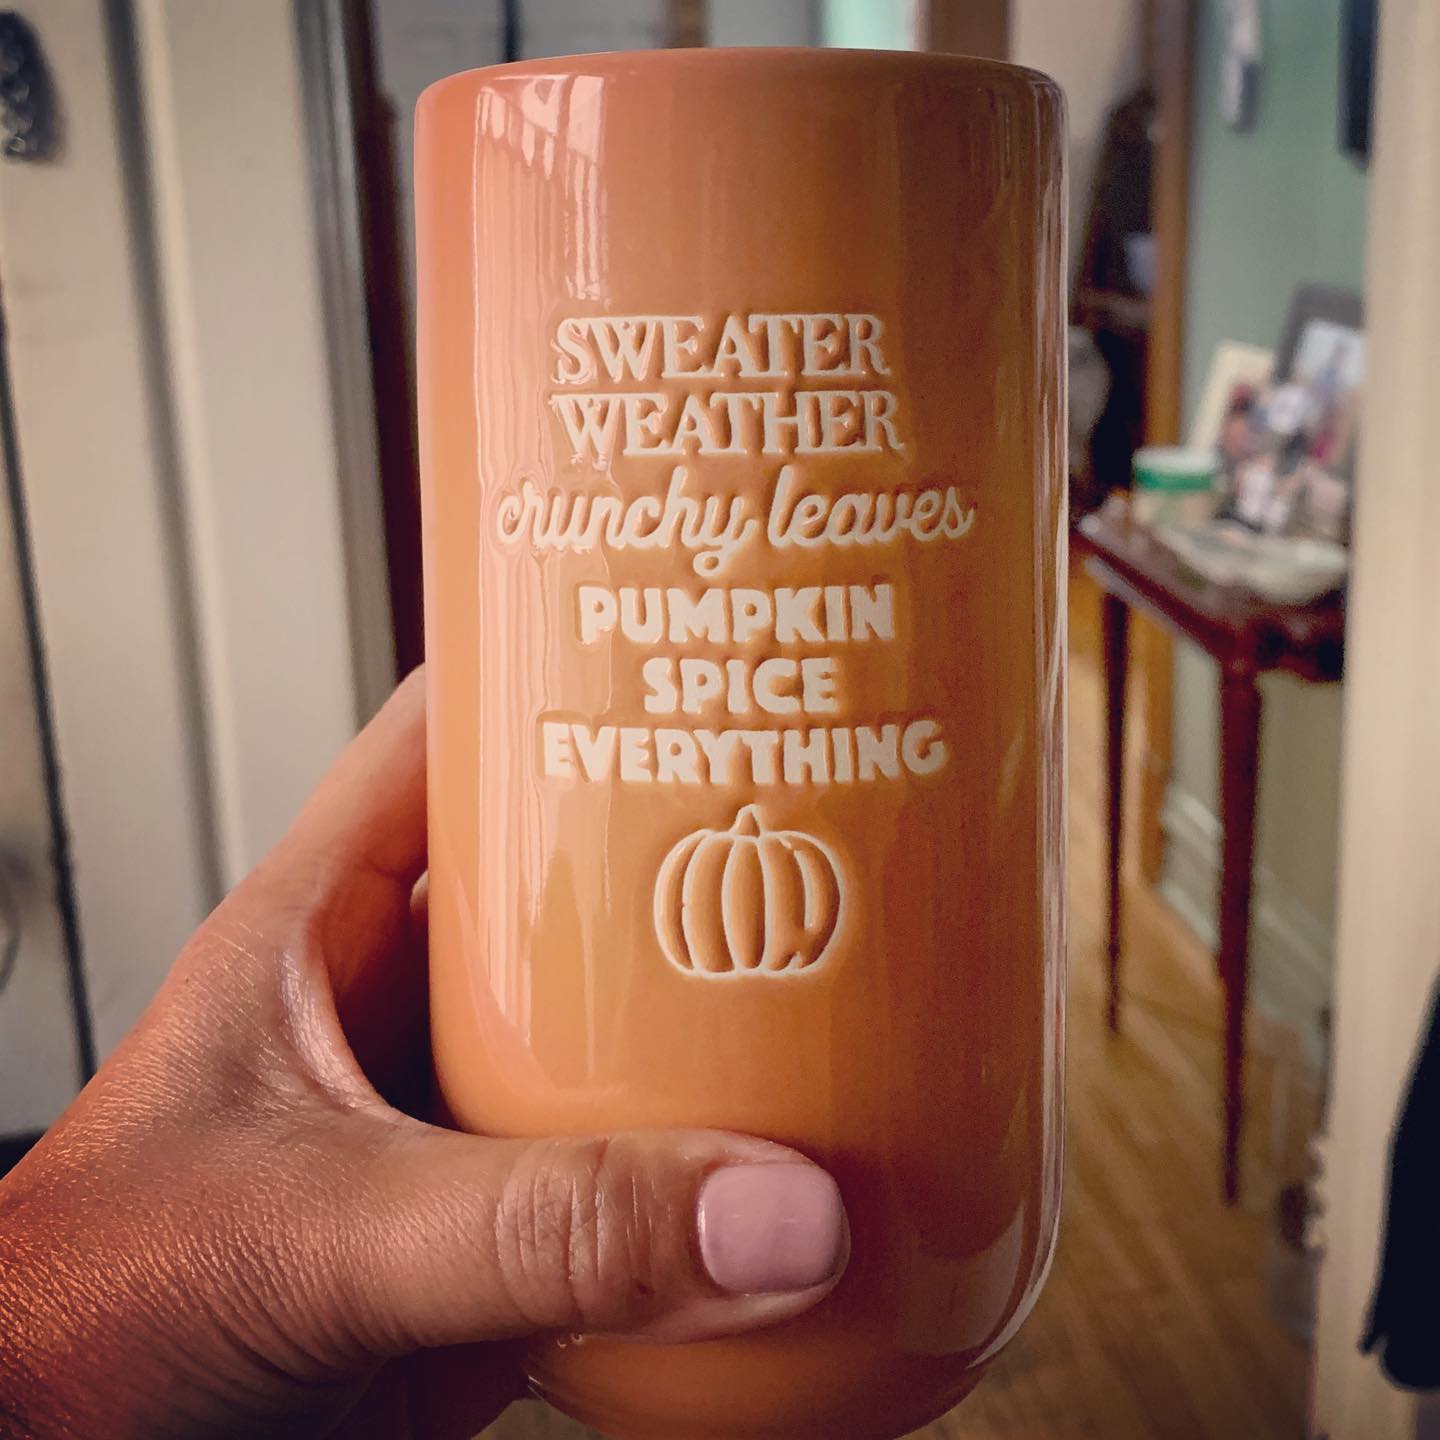 SWEATER
WEATHER
crunchy leaves
PUMPKIN
SPICE
EVERYTHING